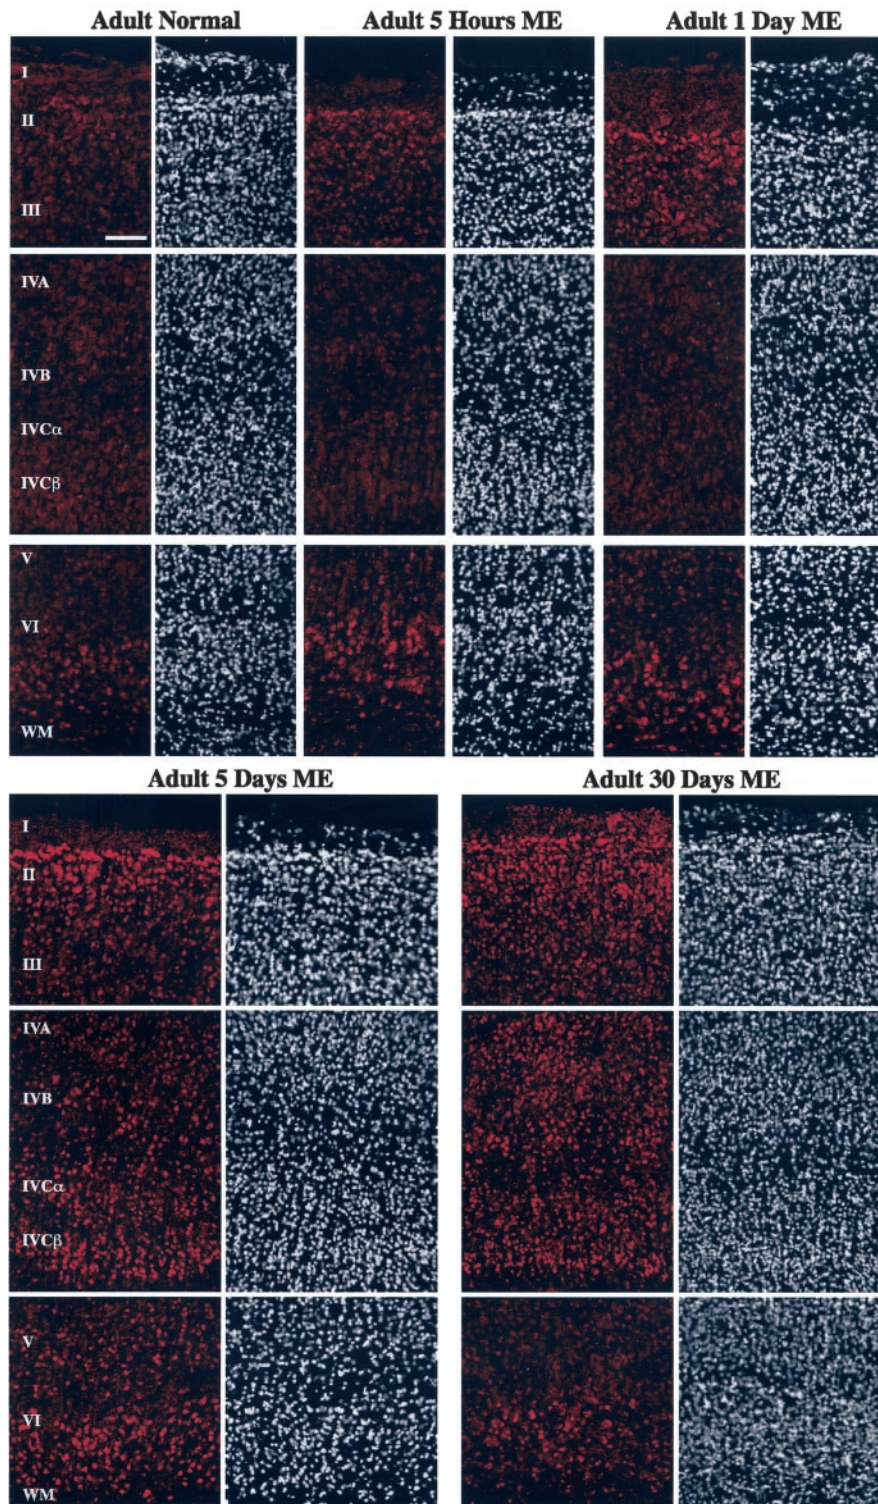 Adult Normal Adult 5 Hours ME Adult 1 Day ME
I
II
III
IVA
IVB
IVCα
IVCβ
V
VI
WM
Adult 5 Days ME Adult 30 Days ME
I
II
III
IVA
IVB
IVCα
IVCβ
V
VI
WM